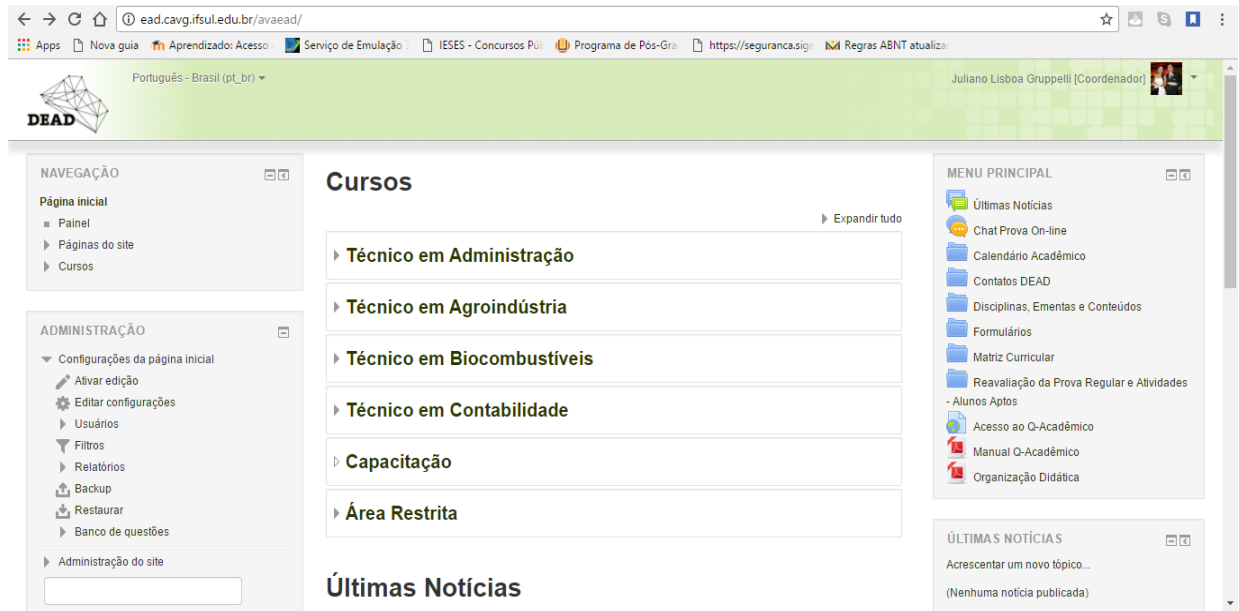 ead.cavg.ifsul.edu.br/avaead/
Apps Nova guia Aprendizado: Acesso Serviço de Emulação IESES - Concursos Púb Programa de Pós-Gra https://seguranca.sige Regras ABNT atualiza
Português - Brasil (pt_br)
Juliano Lisboa Gruppelli [Coordenador]
DEAD
NAVEGAÇÃO
Página inicial
Painel
Páginas do site
Cursos
ADMINISTRAÇÃO
Configurações da página inicial
Ativar edição
Editar configurações
Usuários
Filtros
Relatórios
Backup
Restaurar
Banco de questões
Administração do site
Cursos
Expandir tudo
Técnico em Administração
Técnico em Agroindústria
Técnico em Biocombustíveis
Técnico em Contabilidade
Capacitação
Área Restrita
Últimas Notícias
MENU PRINCIPAL
Últimas Notícias
Chat Prova On-line
Calendário Acadêmico
Contatos DEAD
Disciplinas, Ementas e Conteúdos
Formulários
Matriz Curricular
Reavaliação da Prova Regular e Atividades
- Alunos Aptos
Acesso ao Q-Acadêmico
Manual Q-Acadêmico
Organização Didática
ÚLTIMAS NOTÍCIAS
Acrescentar um novo tópico...
(Nenhuma notícia publicada)